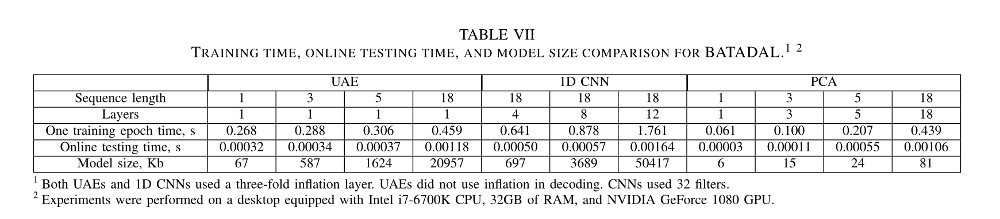 TABLE VII
TRAINING TIME, ONLINE TESTING TIME, AND MODEL SIZE COMPARISON FOR BATADAL.1 2
UAE 1D CNN PCA
Sequence length 1 3 5 18 18 18 18 1 3 5 18
Layers 1 1 1 1 4 8 12 1 3 5 18
One training epoch time, s 0.268 0.288 0.306 0.459 0.641 0.878 1.761 0.061 0.100 0.207 0.439
Online testing time, s 0.00032 0.00034 0.00037 0.00118 0.00050 0.00057 0.00164 0.00003 0.00011 0.00055 0.00106
Model size, Kb 67 587 1624 20957 697 3689 50417 6 15 24 81
1 Both UAEs and 1D CNNs used a three-fold inflation layer. UAEs did not use inflation in decoding. CNNs used 32 filters.
2 Experiments were performed on a desktop equipped with Intel i7-6700K CPU, 32GB of RAM, and NVIDIA GeForce 1080 GPU.